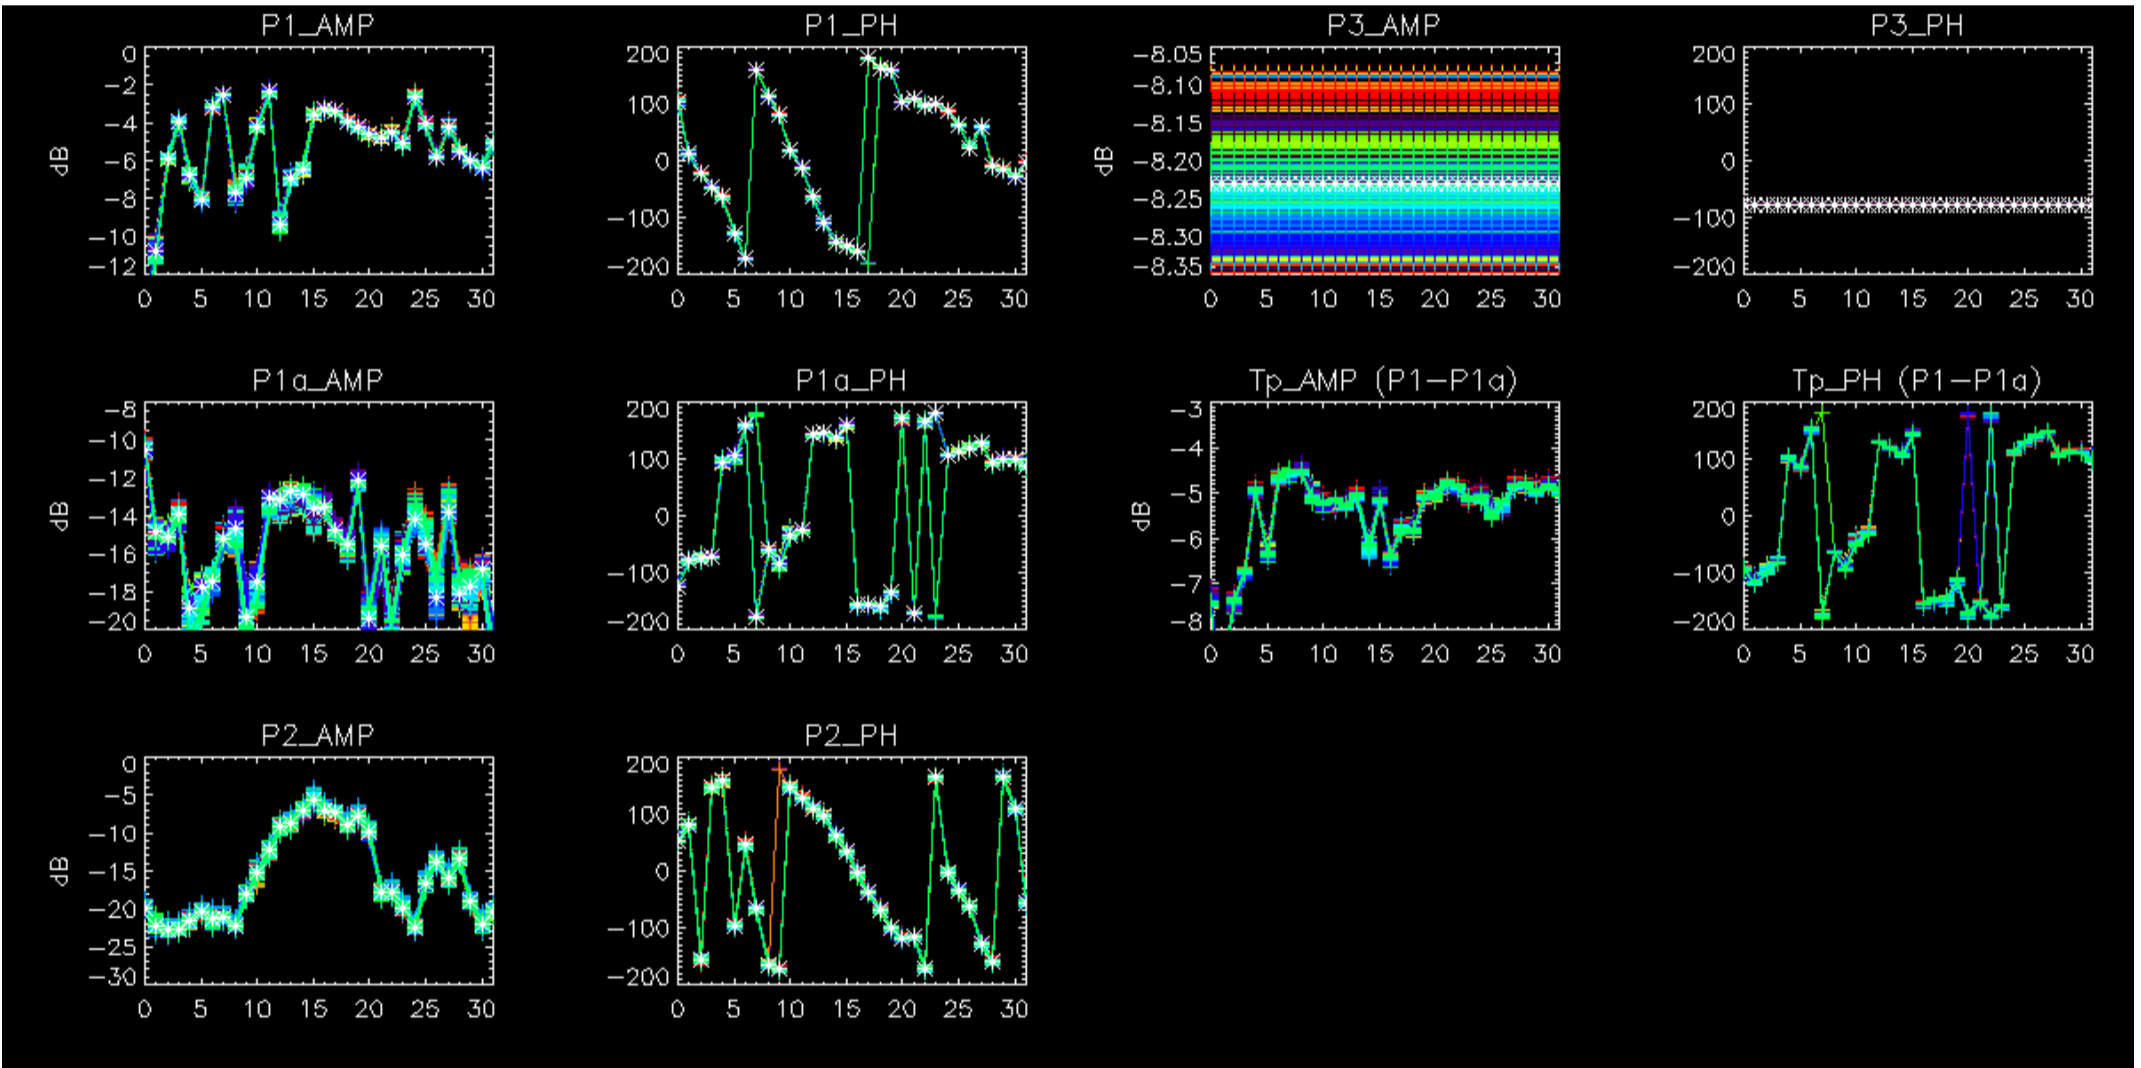 P1_AMP
0
−2
−4
−6
−8
−10
−12
dB
0 5 10 15 20 25 30
P1_PH
200
100
0
−100
−200
0 5 10 15 20 25 30
P3_AMP
−8.05
−8.10
−8.15
−8.20
−8.25
−8.30
−8.35
dB
0 5 10 15 20 25 30
P3_PH
200
100
0
−100
−200
0 5 10 15 20 25 30
P1a_AMP
−8
−10
−12
−14
−16
−18
−20
dB
0 5 10 15 20 25 30
P1a_PH
200
100
0
−100
−200
0 5 10 15 20 25 30
Tp_AMP (P1−P1a)
−3
−4
−5
−6
−7
−8
dB
0 5 10 15 20 25 30
Tp_PH (P1−P1a)
200
100
0
−100
−200
0 5 10 15 20 25 30
P2_AMP
0
−5
−10
−15
−20
−25
−30
dB
0 5 10 15 20 25 30
P2_PH
200
100
0
−100
−200
0 5 10 15 20 25 30